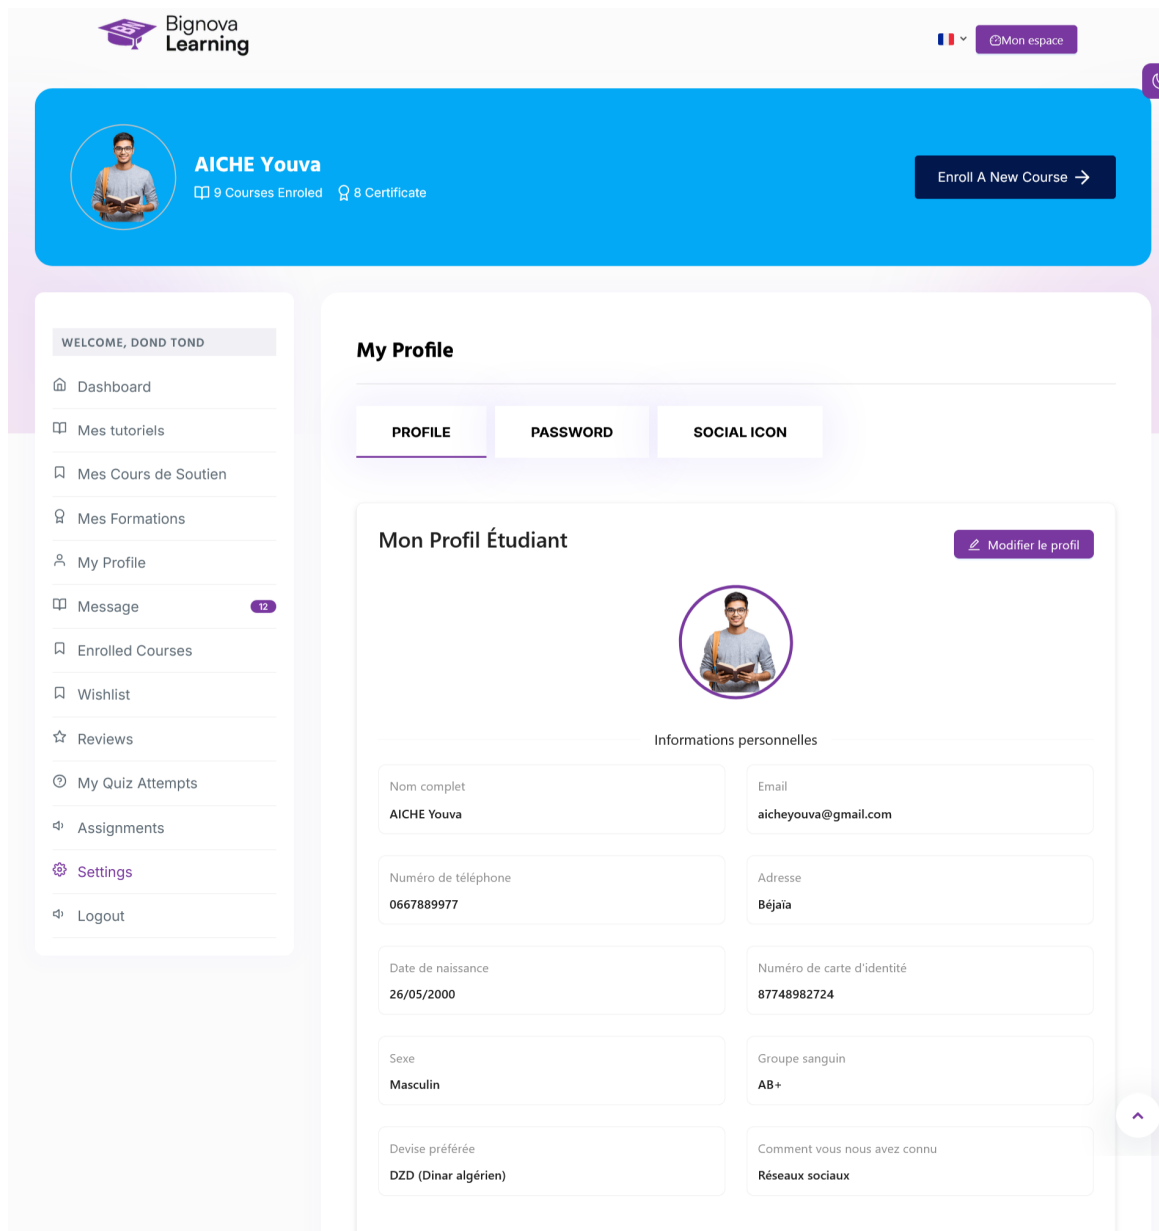 Bignova
Learning
Mon espace
AICHE Youva
9 Courses Enroled 8 Certificate
Enroll A New Course
WELCOME, DOND TOND
Dashboard
Mes tutoriels
Mes Cours de Soutien
Mes Formations
My Profile
Message 12
Enrolled Courses
Wishlist
Reviews
My Quiz Attempts
Assignments
Settings
Logout
My Profile
PROFILE PASSWORD SOCIAL ICON
Mon Profil Étudiant
Modifier le profil
Informations personnelles
Nom complet
AICHE Youva
Email
aicheyouva@gmail.com
Numéro de téléphone
0667889977
Adresse
Béjaïa
Date de naissance
26/05/2000
Numéro de carte d'identité
87748982724
Sexe
Masculin
Groupe sanguin
AB+
Devise préférée
DZD (Dinar algérien)
Comment vous nous avez connu
Réseaux sociaux